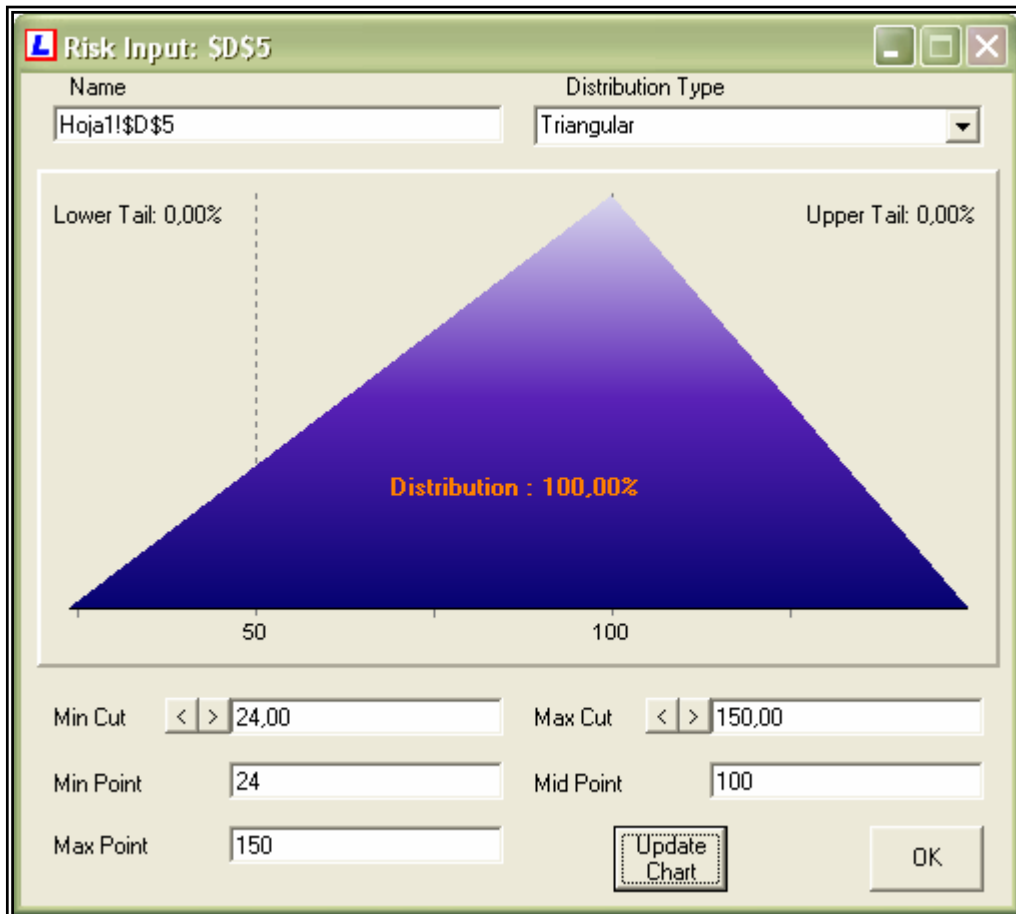 L Risk Input: $D$5
Name
Distribution Type
Hoja1!$D$5
Triangular
Lower Tail: 0,00%
Upper Tail: 0,00%
Distribution : 100,00%
50
100
Min Cut < > 24,00
Max Cut < > 150,00
Min Point 24
Mid Point 100
Max Point 150
Update
Chart
OK